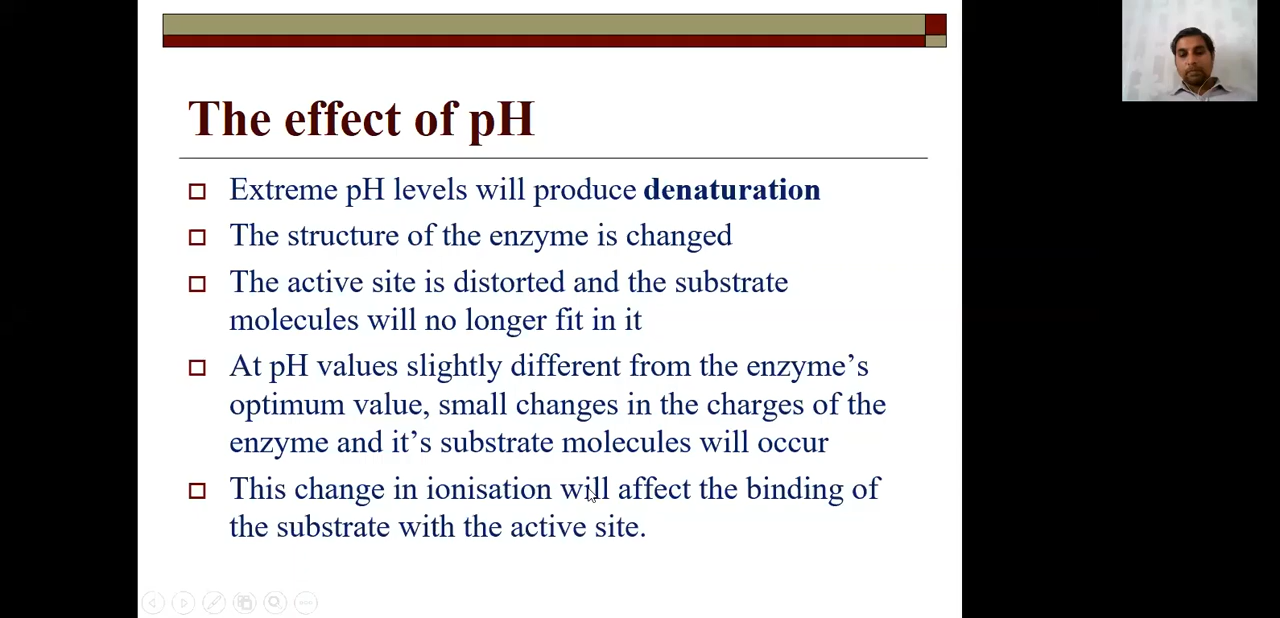 The effect of pH
Extreme pH levels will produce denaturation
The structure of the enzyme is changed
The active site is distorted and the substrate
molecules will no longer fit in it
At pH values slightly different from the enzyme’s
optimum value, small changes in the charges of the
enzyme and it’s substrate molecules will occur
This change in ionisation will affect the binding of
the substrate with the active site.